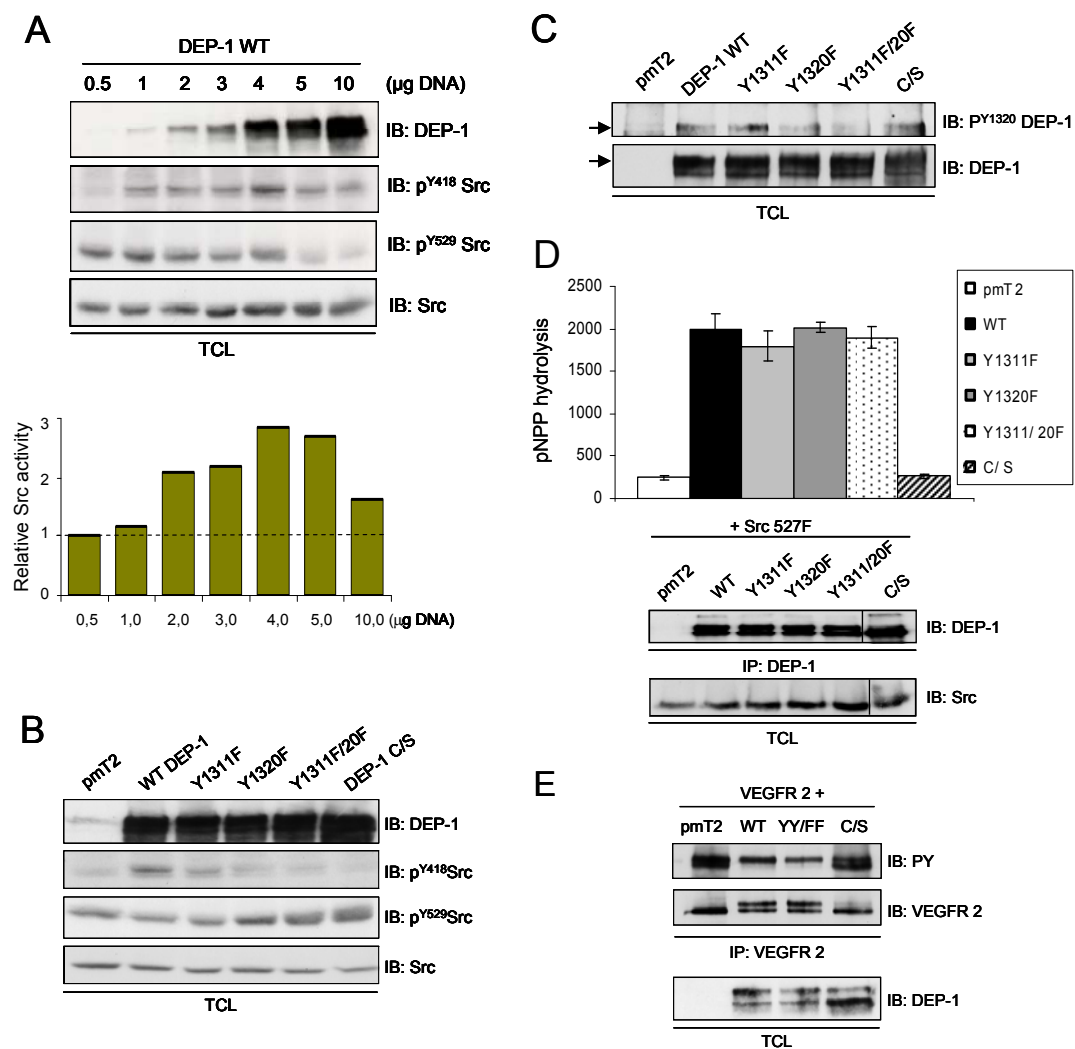 A
DEP-1 WT
0.5 1 2 3 4 5 10 (µg DNA)
IB: DEP-1
IB: pY418 Src
IB: pY529 Src
IB: Src
TCL
Relative Src activity
3
2
1
0
0,5 1,0 2,0 3,0 4,0 5,0 10,0 (µg DNA)
B
pmT2 WT DEP-1 Y1311F Y1320F Y1311F/20F DEP-1 C/S
IB: DEP-1
IB: pY418Src
IB: pY529Src
IB: Src
TCL
C
pmT2 DEP-1 WT Y1311F Y1320F Y1311F/20F C/S
IB: PY1320 DEP-1
IB: DEP-1
TCL
D
pNPP hydrolysis
2500
2000
1500
1000
500
0
pmT 2
WT
Y1311F
Y1320F
Y1311/ 20F
C/ S
+ Src 527F
pmT2 WT Y1311F Y1320F Y1311/20F C/S
IB: DEP-1
IP: DEP-1
IB: Src
TCL
E
VEGFR 2 +
pmT2 WT YY/FF C/S
IB: PY
IB: VEGFR 2
IP: VEGFR 2
IB: DEP-1
TCL